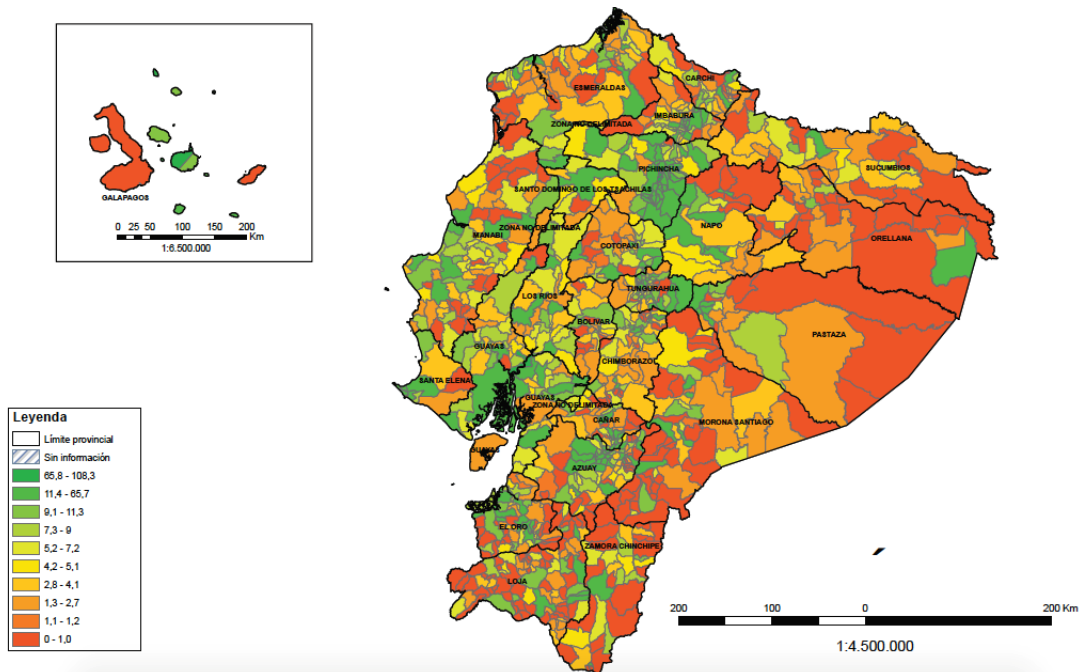 GALAPAGOS
0 25 50 100 150 200
Km
1:6.500.000
ESMERALDAS
CARCHI
IMBABURA
ZONA NO DELIMITADA
SUCUMBIOS
PICHINCHA
SANTO DOMINGO DE LOS TSACHILAS
NAPO
ZONA NO DELIMITADA
MANABI
COTOPAXI
ORELLANA
TUNGURAHUA
LOS RIOS
BOLIVAR
PASTAZA
GUAYAS
CHIMBORAZO
SANTA ELENA
GUAYAS
ZONA NO DELIMITADA
CAÑAR
MORONA SANTIAGO
GUAYAS
AZUAY
EL ORO
ZAMORA CHINCHIPE
LOJA
Leyenda
Límite provincial
Sin información
65,8 - 108,3
11,4 - 65,7
9,1 - 11,3
7,3 - 9
5,2 - 7,2
4,2 - 5,1
2,8 - 4,1
1,3 - 2,7
1,1 - 1,2
0 - 1,0
200 100 0 200 Km
1:4.500.000